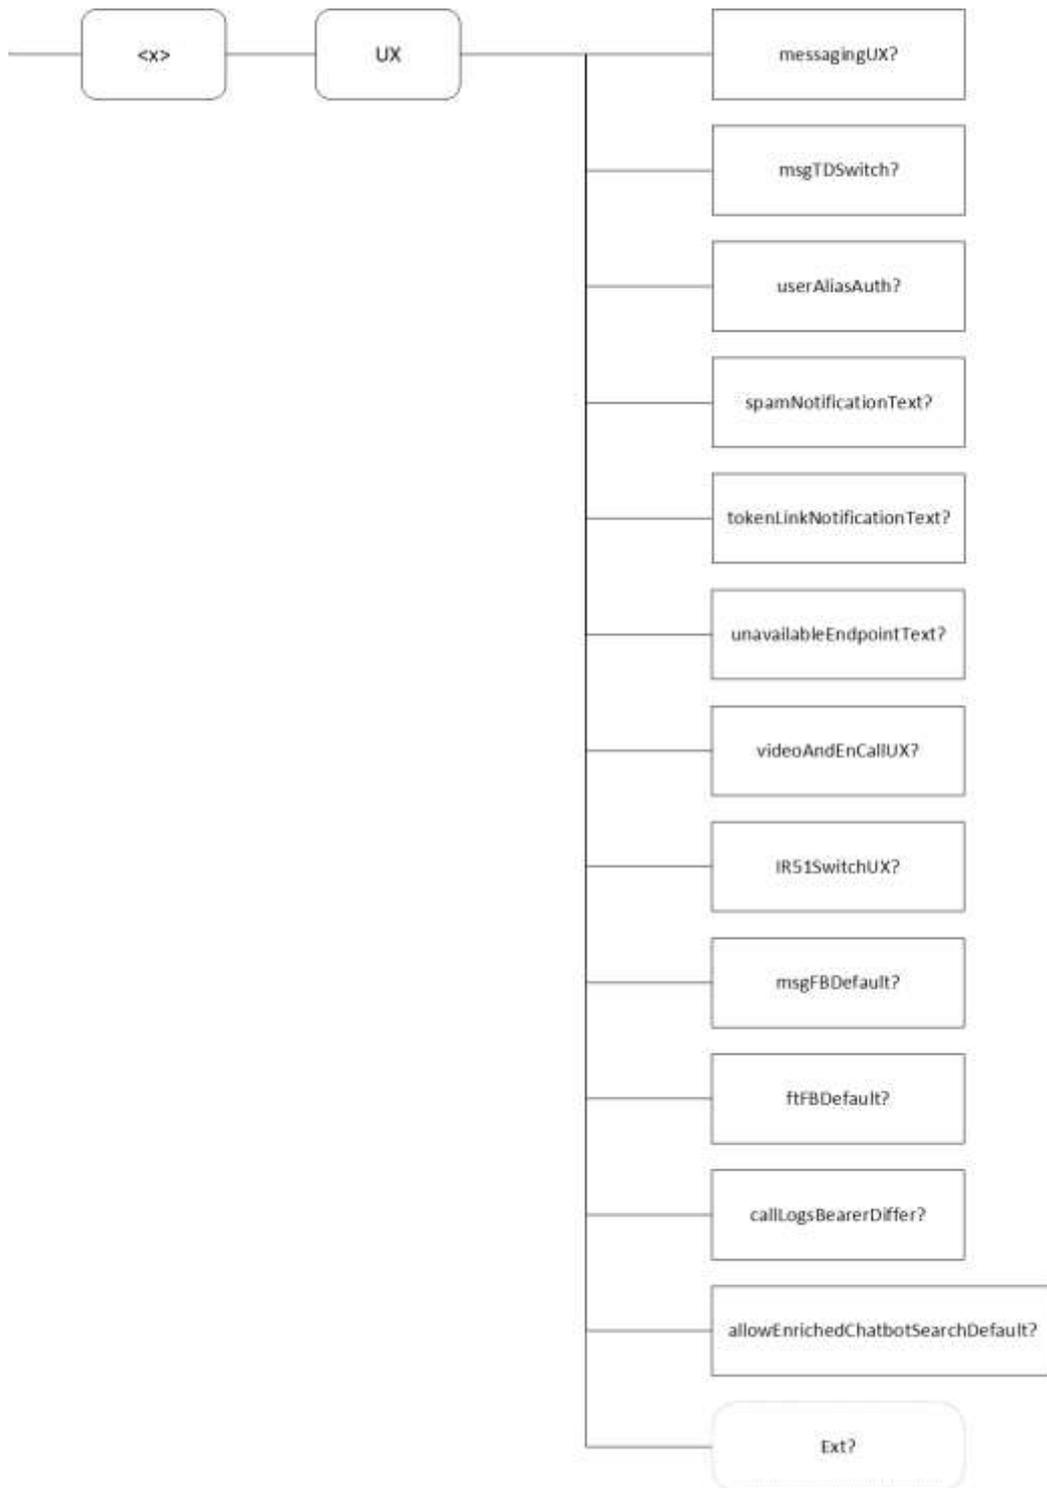 <x>
UX
messagingUX?
msgTDSwitch?
userAliasAuth?
spamNotificationText?
tokenLinkNotificationText?
unavailableEndpointText?
videoAndEnCallUX?
IR51SwitchUX?
msgFBDefault?
ftFBDefault?
callLogsBearerDiffer?
allowEnrichedChatbotSearchDefault?
Ext?